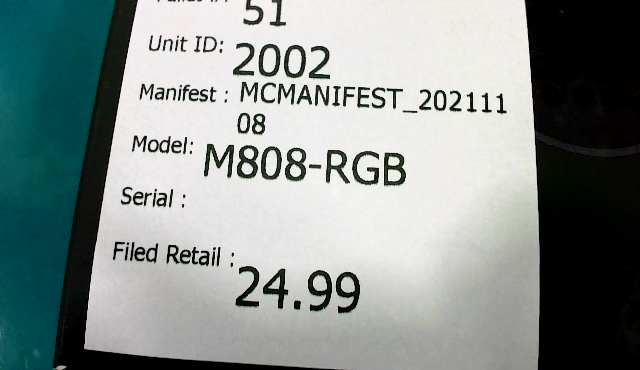 51
Unit ID: 2002
Manifest : MCMANIFEST_202111
08
Model: M808-RGB
Serial :
Filed Retail : 24.99